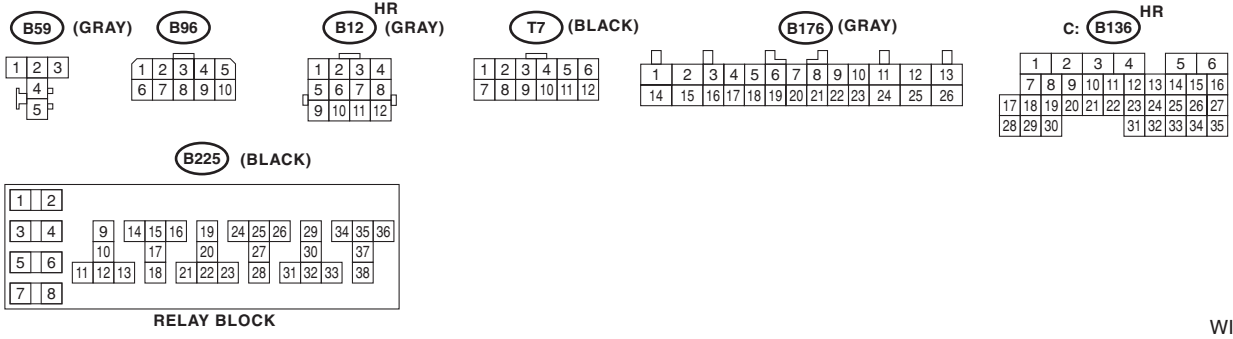 HR HR
B59 (GRAY) B96 B12 (GRAY) T7 (BLACK) B176 (GRAY) C: B136
1 2 3 4 5 6
1 2 3 1 2 3 4 5 1 2 3 4 1 2 3 4 5 6 1 2 3 4 5 6 7 8 9 10 11 12 13 7 8 9 10 11 12 13 14 15 16
4 6 7 8 9 10 5 6 7 8 7 8 9 10 11 12 14 15 16 17 18 19 20 21 22 23 24 25 26 17 18 19 20 21 22 23 24 25 26 27
5 9 10 11 12 28 29 30 31 32 33 34 35
B225 (BLACK)
1 2
3 4 9 14 15 16 19 24 25 26 29 34 35 36
10 17 20 27 30 37
5 6 11 12 13 18 21 22 23 28 31 32 33 38
7 8
RELAY BLOCK
WI